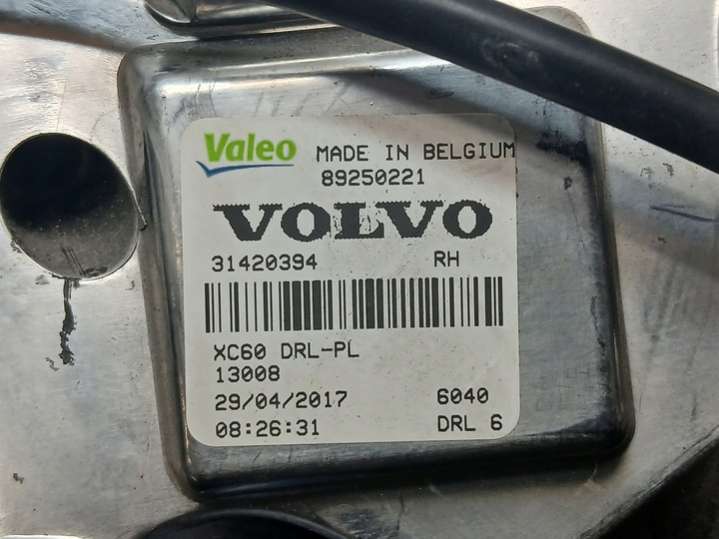 Valeo MADE IN BELGIUM
89250221
VOLVO
31420394 RH
XC60 DRL-PL
13008
29/04/2017 6040
08:26:31 DRL 6